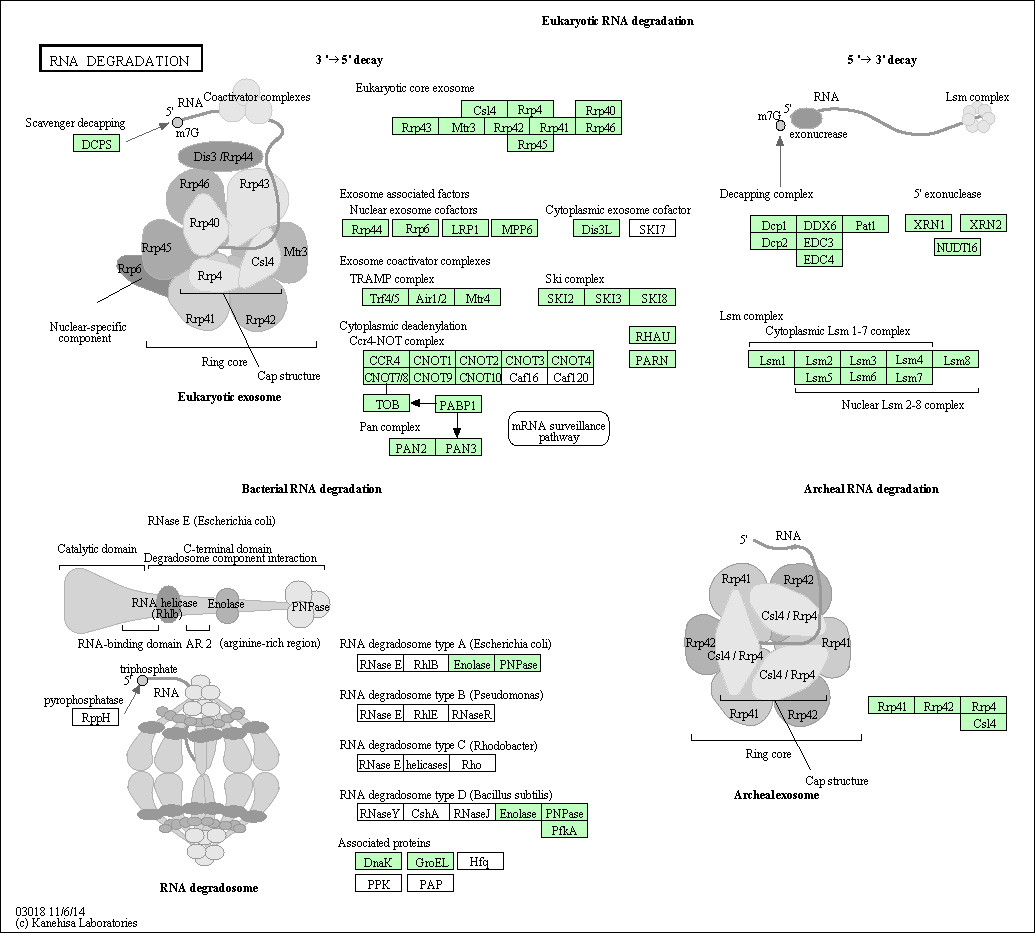 Eukaryotic RNA degradation
RNA DEGRADATION
3 '→ 5' decay
5 '→ 3' decay
RNA
Coactivator complexes
5'
m7G
Scavenger decapping
DCPS
Dis3 /Rrp44
Rrp46
Rrp43
Rrp40
Rrp45
Csl4
Mtr3
Rrp6
Rrp4
Rrp41
Rrp42
Nuclear-specific
component
Ring core
Cap structure
Eukaryotic exosome
Eukaryotic core exosome
Csl4 Rrp4 Rrp40
Rrp43 Mtr3 Rrp42 Rrp41 Rrp46
Rrp45
Exosome associated factors
Nuclear exosome cofactors
Cytoplasmic exosome cofactor
Rrp44 Rrp6 LRP1 MPP6
Dis3L SKI7
Exosome coactivator complexes
TRAMP complex
Ski complex
Trf4/5 Air1/2 Mtr4
SKI2 SKI3 SKI8
Cytoplasmic deadenylation
Ccr4-NOT complex
RHAU
CCR4 CNOT1 CNOT2 CNOT3 CNOT4
PARN
CNOT7/8 CNOT9 CNOT10 Caf16 Caf120
TOB
PABP1
Pan complex
PAN2 PAN3
mRNA surveillance
pathway
RNA
Lsm complex
5'
m7G
exonucrease
Decapping complex
5' exonuclease
Dcp1 DDX6 Pat1
Dcp2 EDC3
EDC4
XRN1 XRN2
NUDT16
Lsm complex
Cytoplasmic Lsm 1-7 complex
Lsm1 Lsm2 Lsm3 Lsm4 Lsm8
Lsm5 Lsm6 Lsm7
Nuclear Lsm 2-8 complex
Bacterial RNA degradation
Archeal RNA degradation
RNase E (Escherichia coli)
Catalytic domain
C-terminal domain
Degradosome component interaction
RNA helicase
(Rhlb)
Enolase
PNPase
RNA-binding domain AR 2 (arginine-rich region)
triphosphate
5'
RNA
pyrophosphatase
RppH
RNA degradosome
RNA degradosome type A (Escherichia coli)
RNase E RhlB Enolase PNPase
RNA degradosome type B (Pseudomonas)
RNase E RhlE RNaseR
RNA degradosome type C (Rhodobacter)
RNase E helicases Rho
RNA degradosome type D (Bacillus subtilis)
RNaseY CshA RNaseJ Enolase PNPase
PfkA
Associated proteins
DnaK GroEL Hfq
PPK PAP
5'
RNA
Rrp41
Rrp42
Csl4 / Rrp4
Rrp42
Rrp41
Csl4 / Rrp4
Csl4 / Rrp4
Rrp41
Rrp42
Ring core
Cap structure
Archealexosome
Rrp41 Rrp42 Rrp4
Csl4
03018 11/6/14
(c) Kanehisa Laboratories